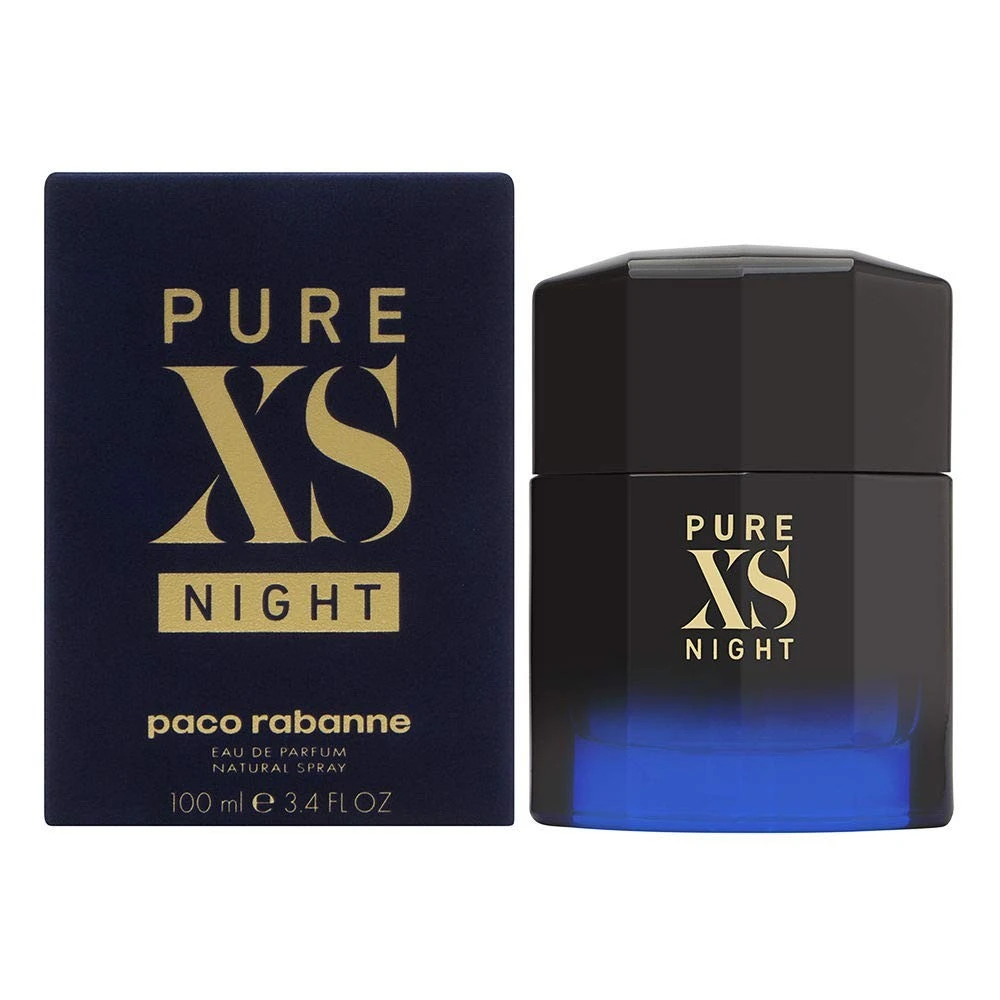 PURE
XS
NIGHT
paco rabanne
EAU DE PARFUM
NATURAL SPRAY
100 ml e 3.4 FL OZ
PURE
XS
NIGHT